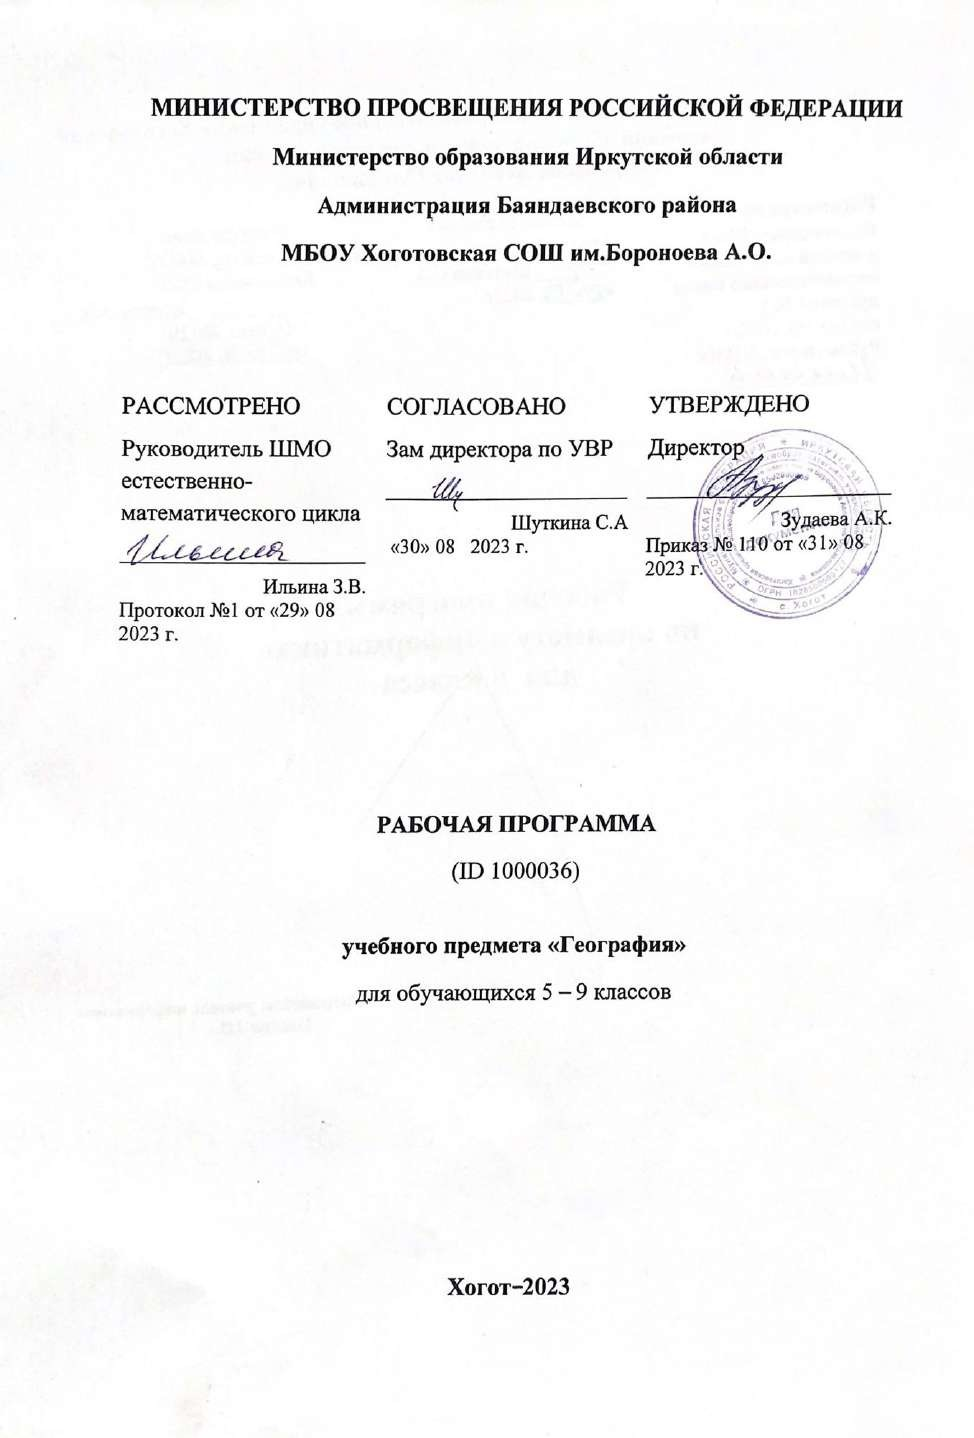 МИНИСТЕРСТВО ПРОСВЕЩЕНИЯ РОССИЙСКОЙ ФЕДЕРАЦИИ
Министерство образования Иркутской области
Администрация Баяндаевского района
МБОУ Хоготовская СОШ им.Бороноева А.О.
РАССМОТРЕНО
Руководитель ШМО
естественно-
математического цикла
Ильина
Ильина З.В.
Протокол №1 от «29» 08
2023 г.
СОГЛАСОВАНО
Зам директора по УВР
Шуткина С.А
«30» 08 2023 г.
УТВЕРЖДЕНО
Директор
Зудаева А.К.
Приказ № 110 от «31» 08
2023 г.
с. Хогот
РАБОЧАЯ ПРОГРАММА
(ID 1000036)
учебного предмета «География»
для обучающихся 5 – 9 классов
Хогот–2023